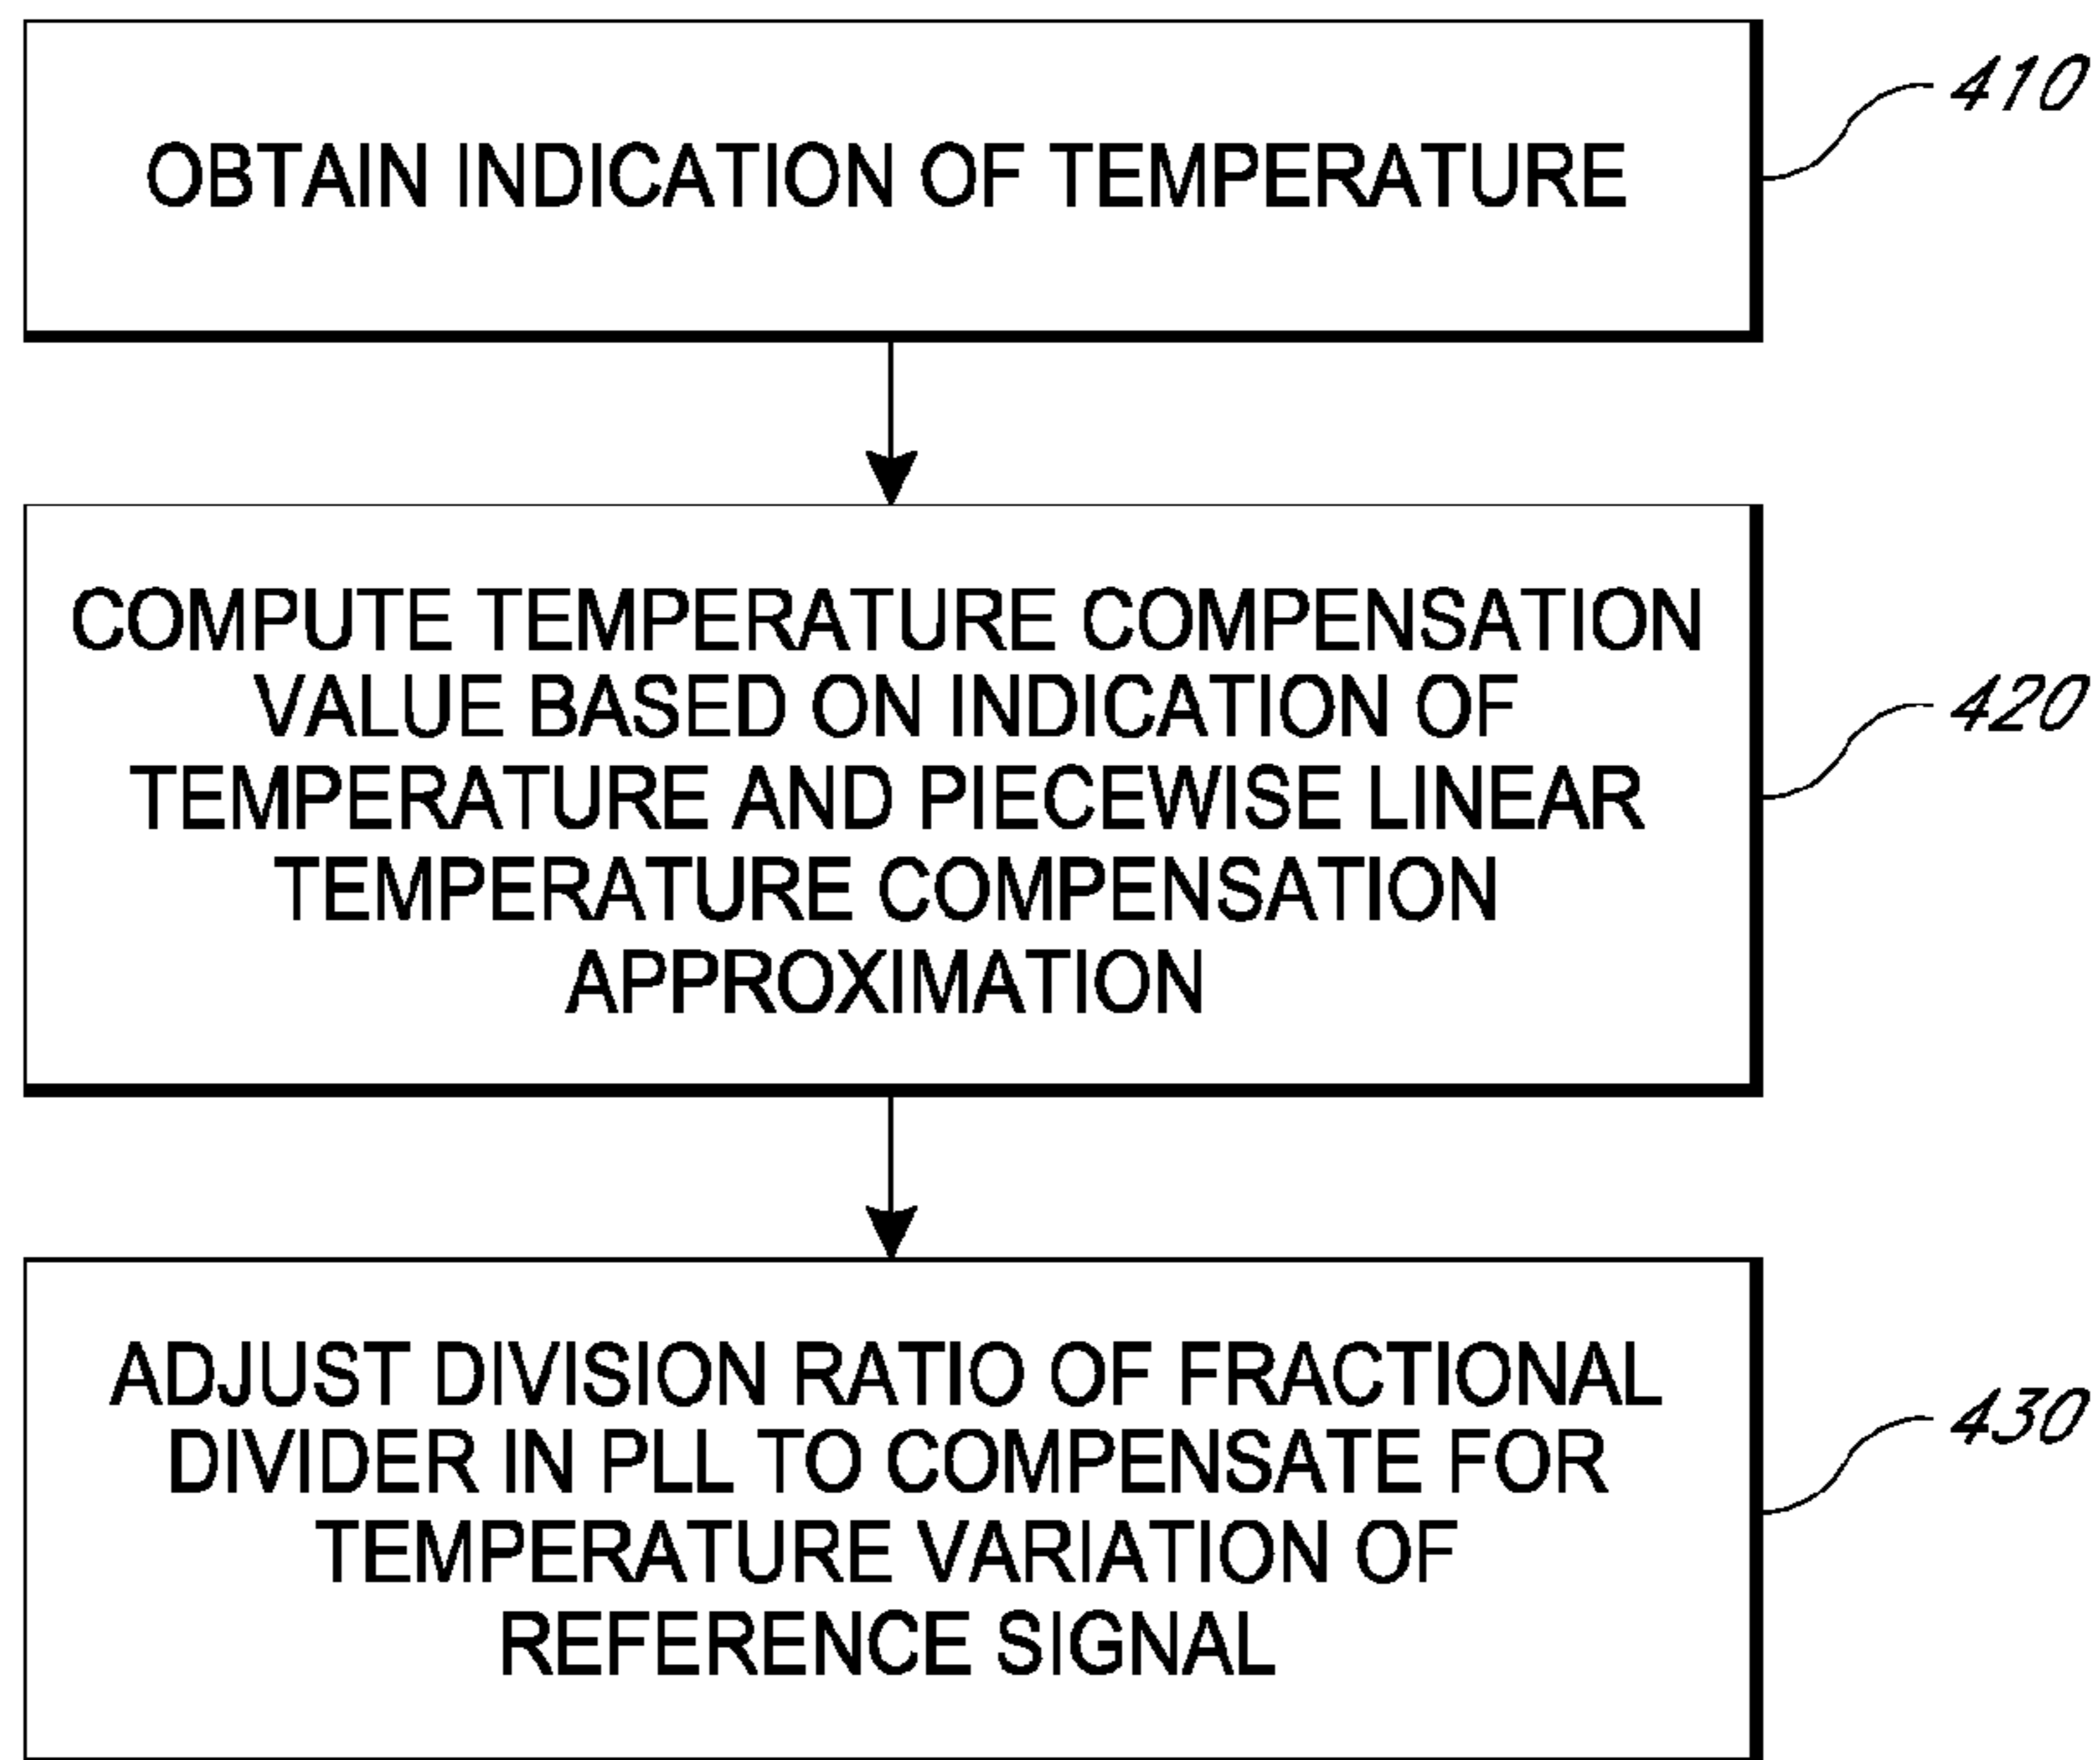 OBTAIN INDICATION OF TEMPERATURE
410
COMPUTE TEMPERATURE COMPENSATION
VALUE BASED ON INDICATION OF
TEMPERATURE AND PIECEWISE LINEAR
TEMPERATURE COMPENSATION
APPROXIMATION
420
ADJUST DIVISION RATIO OF FRACTIONAL
DIVIDER IN PLL TO COMPENSATE FOR
TEMPERATURE VARIATION OF
REFERENCE SIGNAL
430